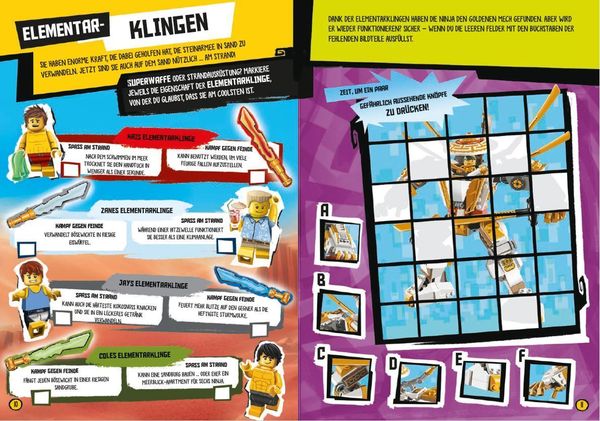 ELEMENTAR-
KLINGEN
SIE HABEN ENORME KRAFT, DIE DABEI GEHOLFEN HAT, DIE STEINARMEE IN SAND ZU
VERWANDELN. JETZT SIND SIE AUCH AUF DEM SAND NÜTZLICH ... AM STRAND!
SUPERWAFFE ODER STRANDAUSRÜSTUNG? MARKIERE
JEWEILS DIE EIGENSCHAFT DER ELEMENTARKLINGE,
VON DER DU GLAUBST, DASS SIE AM COOLSTEN IST.
KAIS ELEMENTARKLINGE
SPASS AM STRAND
NACH DEM SCHWIMMEN IM MEER
TROCKNET SIE DEIN HANDTUCH IN
WENIGER ALS EINER SEKUNDE.
KAMPF GEGEN FEINDE
KANN BENUTZT WERDEN, UM VIELE
FEURIGE FALLEN AUFZUSTELLEN.
ZANES ELEMENTARKLINGE
KAMPF GEGEN FEINDE
VERWANDELT BÖSEWICHTE IN RIESIGE
EISWÜRFEL.
SPASS AM STRAND
WÄHREND EINER HITZEWELLE FUNKTIONIERT
SIE BESSER ALS EINE KLIMAANLAGE.
JAYS ELEMENTARKLINGE
SPASS AM STRAND
KANN AUCH DIE HÄRTESTE KOKOSNUSS KNACKEN
UND SIE IN EIN LECKERES GETRÄNK
VERWANDELN.
KAMPF GEGEN FEINDE
FEUERT MEHR BLITZE AUF DEN GEGNER ALS DIE
HEFTIGSTE STURMWOLKE.
COLES ELEMENTARKLINGE
KAMPF GEGEN FEINDE
FÄNGT JEDEN BÖSEWICHT IN EINER RIESIGEN
SANDGRUBE.
SPASS AM STRAND
KANN EINE SANDBURG BAUEN ... ODER EHER EIN
MEERBLICK-APARTMENT FÜR SECHS NINJA.
10
DANK DER ELEMENTARKLINGEN HABEN DIE NINJA DEN GOLDENEN MECH GEFUNDEN. ABER WIRD
ER WIEDER FUNKTIONIEREN? SICHER – WENN DU DIE LEEREN FELDER MIT DEN BUCHSTABEN DER
FEHLENDEN BILDTEILE AUSFÜLLST.
ZEIT, UM EIN PAAR
GEFÄHRLICH AUSSEHENDE KNÖPFE
ZU DRÜCKEN!
A
B
C
D
E
F
11